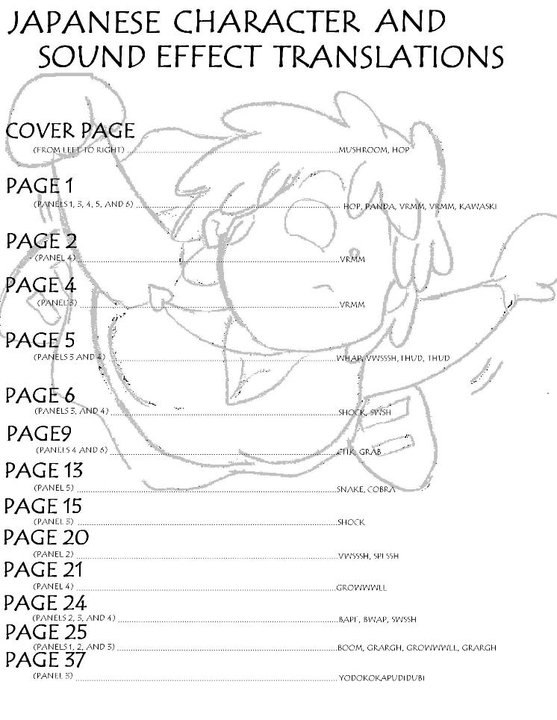 JAPANESE CHARACTER AND
SOUND EFFECT TRANSLATIONS
COVER PAGE
(FROM LEFT TO RIGHT) MUSHROOM, HOP
PAGE 1
(PANELS 1, 3, 4, 5, AND 6) HOP, PANDA, VRMM, VRMM, KAWASKI
PAGE 2
(PANEL 4) VRMM
PAGE 4
(PANEL 3) VRMM
PAGE 5
(PANELS 3 AND 4) WHAP, VWSSSH, THUD, THUD
PAGE 6
(PANELS 3, AND 4) SHOCK, SWSH
PAGE9
(PANELS 4 AND 6) GRAB
PAGE 13
(PANEL 5) SNAKE, COBRA
PAGE 15
(PANEL 3) SHOCK
PAGE 20
(PANEL 2) VWSSSH, SPLSSH
PAGE 21
(PANEL 4) GROWWWLL
PAGE 24
(PANELS 2, 3, AND 4) BAPF, BWAP, SWSSH
PAGE 25
(PANELS 1, 2, AND 3) BOOM, GRARGH, GROWWWLL, GRARGH
PAGE 37
(PANEL 3) YODOKOKAPUDIDUBI